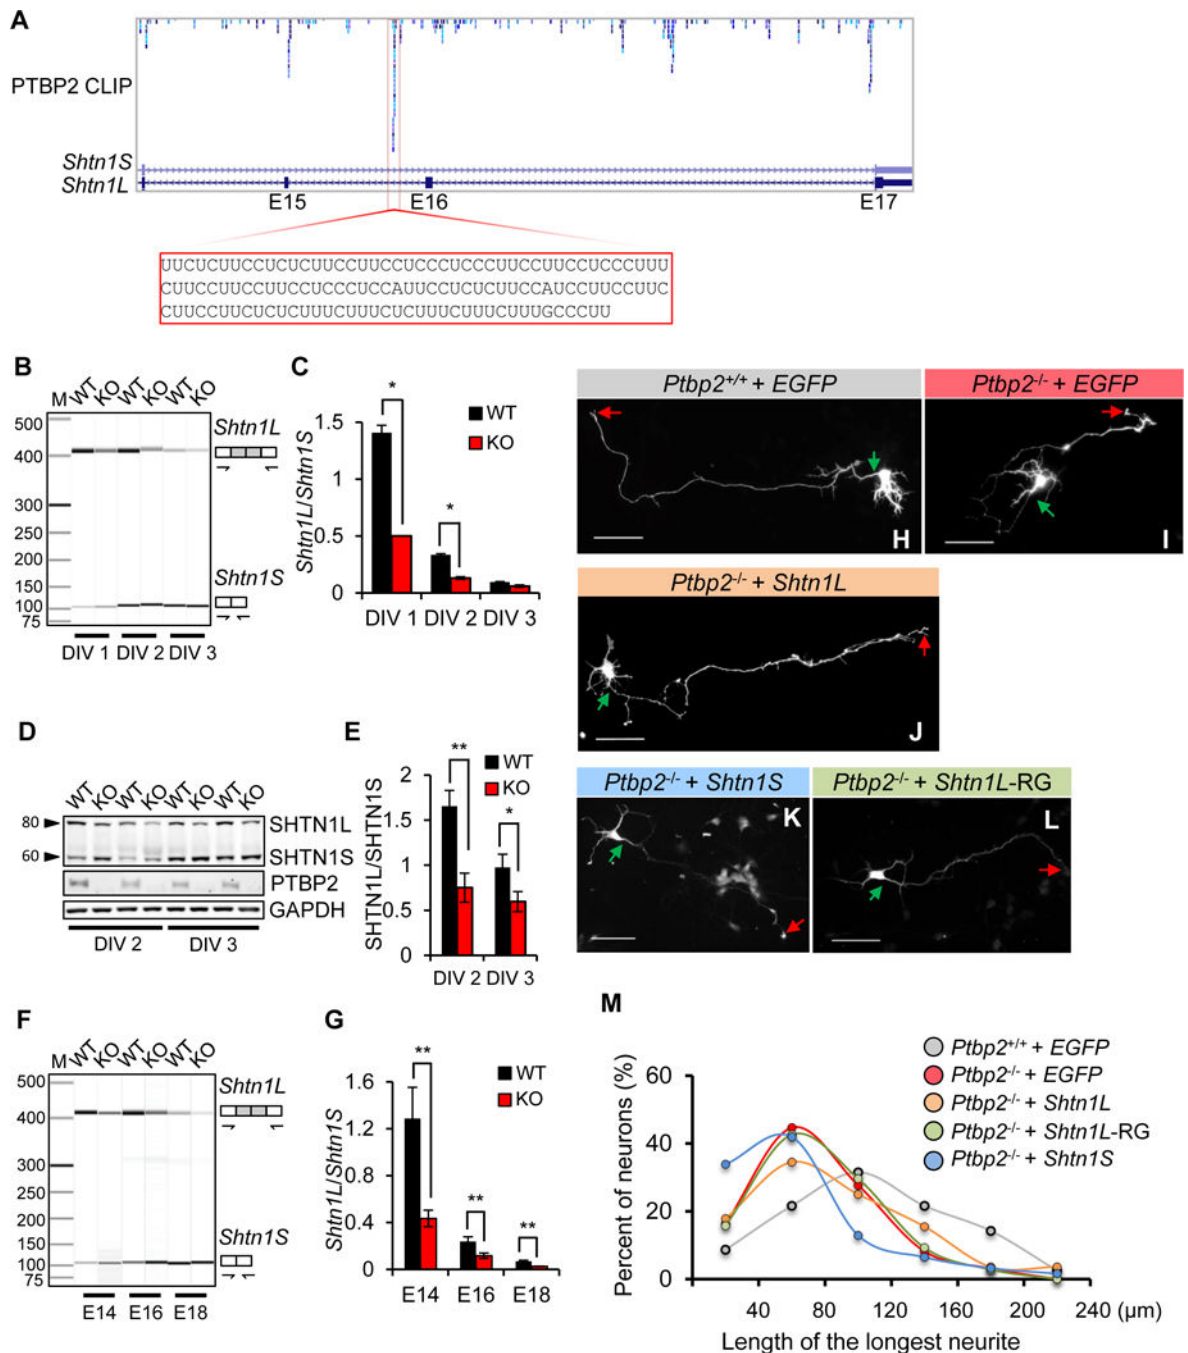 A
PTBP2 CLIP
Shtn1S
Shtn1L
E15
E16
E17
UUCUCUUCCUCUCUUCCUUCCUCCCUCCCUUCCUUCCUCCCUUU
CUUCCUUCCUUCCUCCCUCCAUUCCUCUCUUCCAUCCUUCCUUC
CUUCCUUCUCUCUUUCUUUCUCUUUCUUUCUUUGCCCUU
B
M WT KO WT KO WT KO
500
400
300
250
200
150
100
75
Shtn1L
Shtn1S
DIV 1 DIV 2 DIV 3
C
Shtn1L/Shtn1S
1.5
1
0.5
0
*
*
WT
KO
DIV 1 DIV 2 DIV 3
D
WT KO WT KO WT KO WT KO
80
60
SHTN1L
SHTN1S
PTBP2
GAPDH
DIV 2 DIV 3
E
SHTN1L/SHTN1S
2
1.5
1
0.5
0
**
*
WT
KO
DIV 2 DIV 3
F
M WT KO WT KO WT KO
500
400
300
200
150
100
75
Shtn1L
Shtn1S
E14 E16 E18
G
Shtn1L/Shtn1S
1.6
1.2
0.8
0.4
0
**
**
**
WT
KO
E14 E16 E18
Ptbp2+/+ + EGFP
H
Ptbp2-/- + EGFP
I
Ptbp2-/- + Shtn1L
J
Ptbp2-/- + Shtn1S
K
Ptbp2-/- + Shtn1L-RG
L
M
Percent of neurons (%)
60
40
20
0
Ptbp2+/+ + EGFP
Ptbp2-/- + EGFP
Ptbp2-/- + Shtn1L
Ptbp2-/- + Shtn1L-RG
Ptbp2-/- + Shtn1S
40 80 120 160 200 240 (µm)
Length of the longest neurite